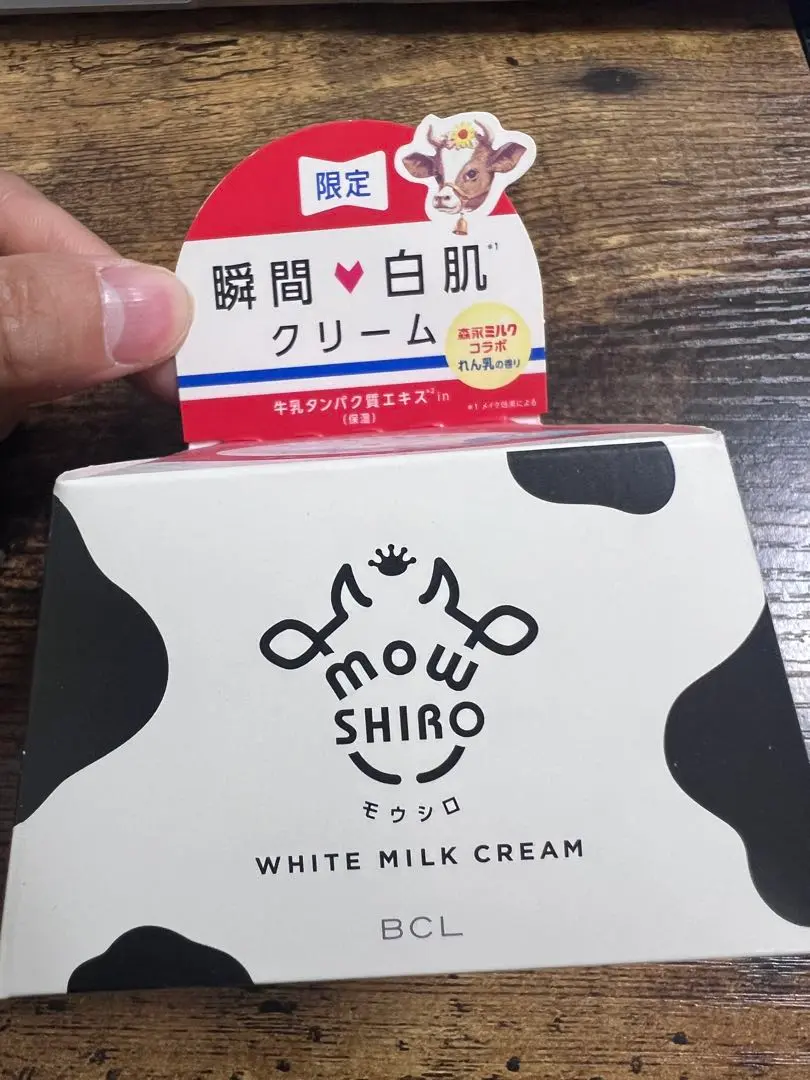 限定
瞬間♥白肌*1
クリーム
森永ミルク
コラボ
れん乳の香り
牛乳タンパク質エキス*2in
(保湿)
*1 メイク効果による
mow
SHIRO
モウシロ
WHITE MILK CREAM
BCL